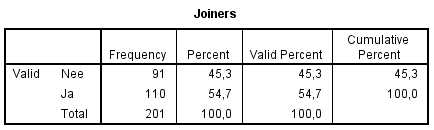 Joiners
Frequency Percent Valid Percent Cumulative Percent
Valid Nee 91 45,3 45,3 45,3
Ja 110 54,7 54,7 100,0
Total 201 100,0 100,0